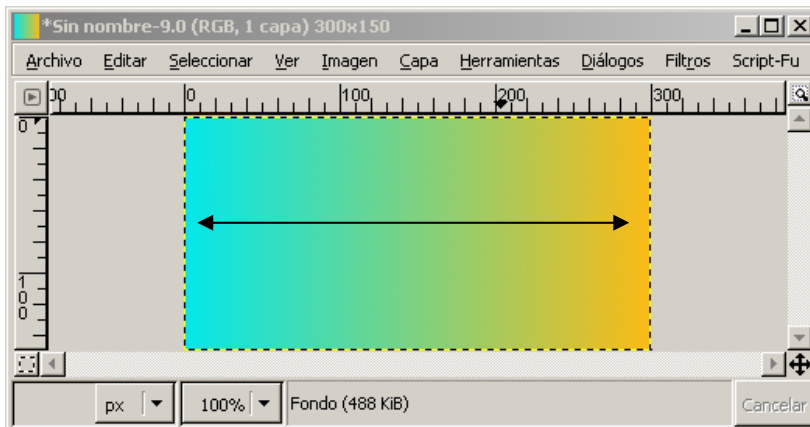 *Sin nombre-9.0 (RGB, 1 capa) 300x150
Archivo Editar Seleccionar Ver Imagen Capa Herramientas Diálogos Filtros Script-Fu
00 0 100 200 300
0
100
px 100% Fondo (488 KiB) Cancelar